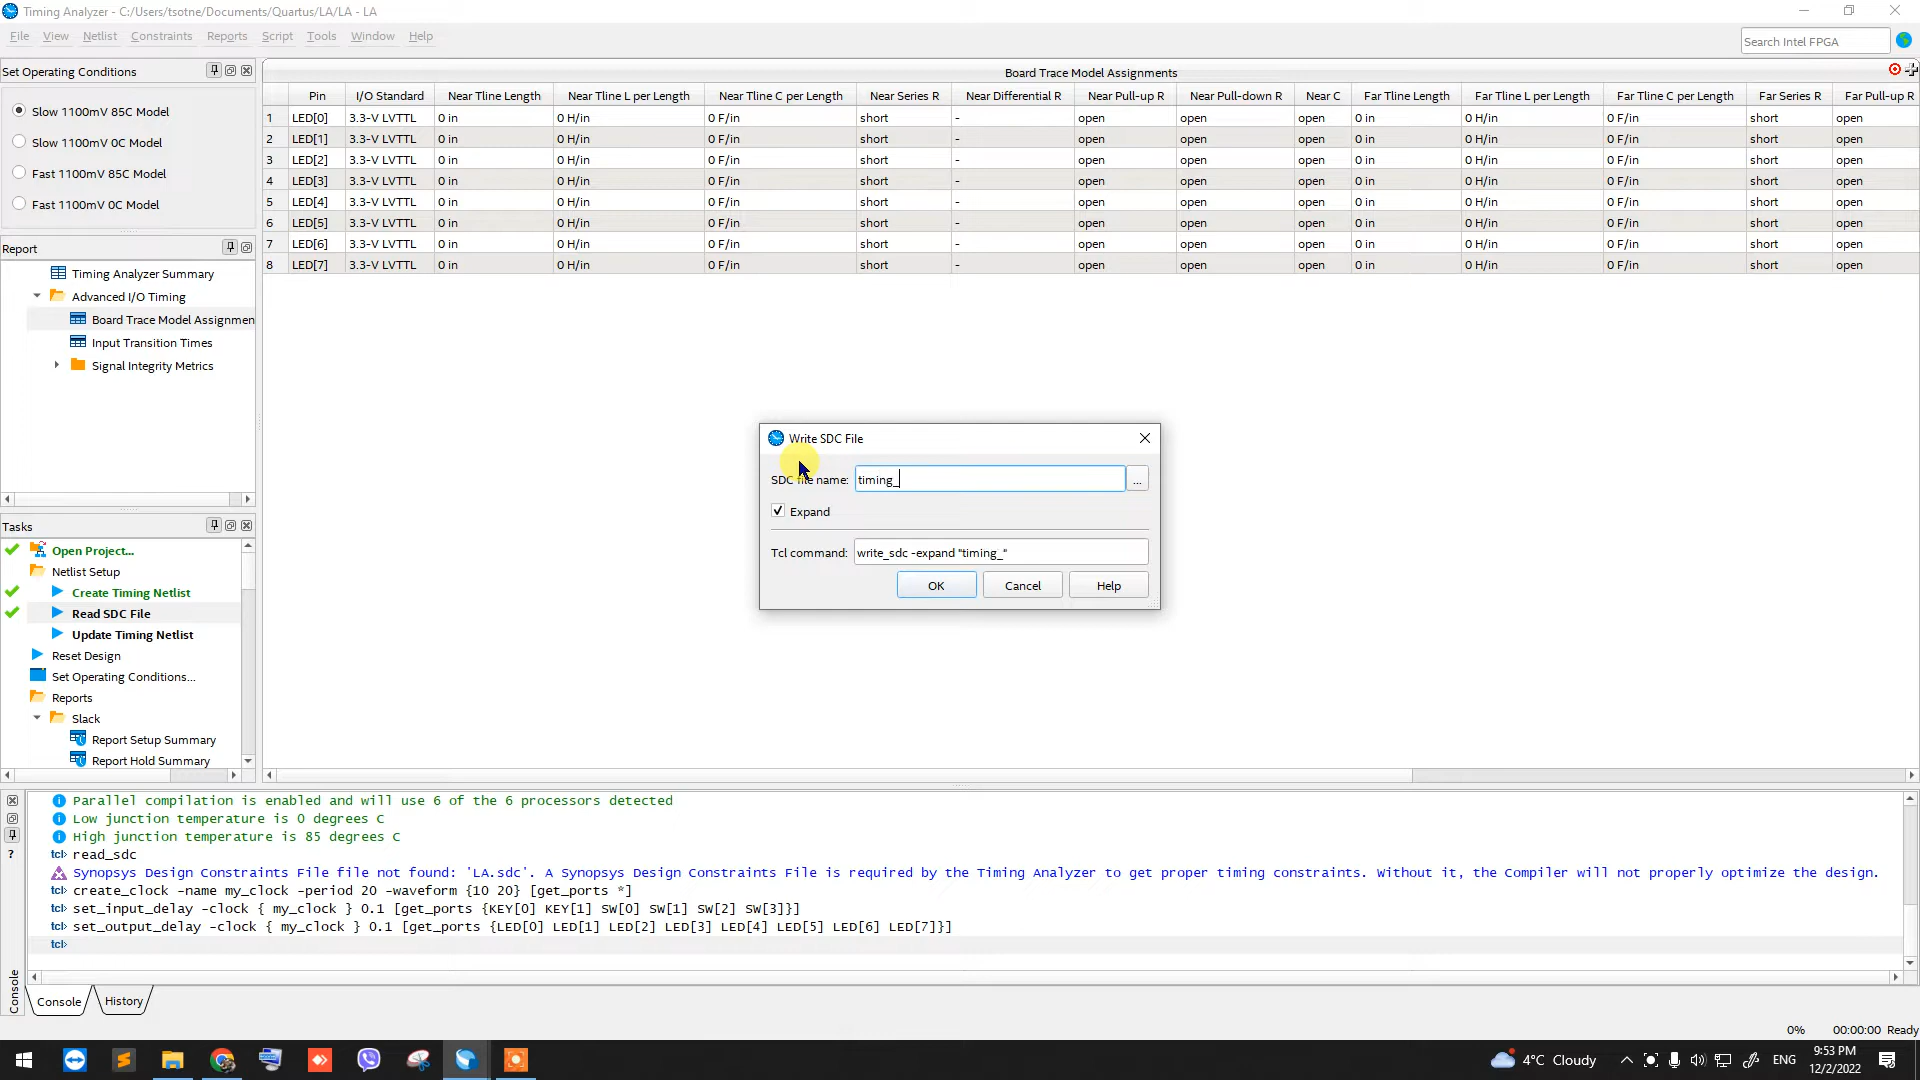 Timing Analyzer - C:/Users/tsotne/Documents/Quartus/LA/LA - LA
File View Netlist Constraints Reports Script Tools Window Help
Search Intel FPGA
Set Operating Conditions
Slow 1100mV 85C Model
Slow 1100mV 0C Model
Fast 1100mV 85C Model
Fast 1100mV 0C Model
Report
Timing Analyzer Summary
Advanced I/O Timing
Board Trace Model Assignmen
Input Transition Times
Signal Integrity Metrics
Tasks
Open Project...
Netlist Setup
Create Timing Netlist
Read SDC File
Update Timing Netlist
Reset Design
Set Operating Conditions...
Reports
Slack
Report Setup Summary
Report Hold Summary
Board Trace Model Assignments
Pin I/O Standard Near Tline Length Near Tline L per Length Near Tline C per Length Near Series R Near Differential R Near Pull-up R Near Pull-down R Near C Far Tline Length Far Tline L per Length Far Tline C per Length Far Series R Far Pull-up R
1 LED[0] 3.3-V LVTTL 0 in 0 H/in 0 F/in short - open open open 0 in 0 H/in 0 F/in short open
2 LED[1] 3.3-V LVTTL 0 in 0 H/in 0 F/in short - open open open 0 in 0 H/in 0 F/in short open
3 LED[2] 3.3-V LVTTL 0 in 0 H/in 0 F/in short - open open open 0 in 0 H/in 0 F/in short open
4 LED[3] 3.3-V LVTTL 0 in 0 H/in 0 F/in short - open open open 0 in 0 H/in 0 F/in short open
5 LED[4] 3.3-V LVTTL 0 in 0 H/in 0 F/in short - open open open 0 in 0 H/in 0 F/in short open
6 LED[5] 3.3-V LVTTL 0 in 0 H/in 0 F/in short - open open open 0 in 0 H/in 0 F/in short open
7 LED[6] 3.3-V LVTTL 0 in 0 H/in 0 F/in short - open open open 0 in 0 H/in 0 F/in short open
8 LED[7] 3.3-V LVTTL 0 in 0 H/in 0 F/in short - open open open 0 in 0 H/in 0 F/in short open
Write SDC File
SDC file name: timing_ ...
Expand
Tcl command: write_sdc -expand "timing_"
OK Cancel Help
Parallel compilation is enabled and will use 6 of the 6 processors detected
Low junction temperature is 0 degrees C
High junction temperature is 85 degrees C
tcl> read_sdc
Synopsys Design Constraints File file not found: 'LA.sdc'. A Synopsys Design Constraints File is required by the Timing Analyzer to get proper timing constraints. Without it, the Compiler will not properly optimize the design.
tcl> create_clock -name my_clock -period 20 -waveform {10 20} [get_ports *]
tcl> set_input_delay -clock { my_clock } 0.1 [get_ports {KEY[0] KEY[1] SW[0] SW[1] SW[2] SW[3]}]
tcl> set_output_delay -clock { my_clock } 0.1 [get_ports {LED[0] LED[1] LED[2] LED[3] LED[4] LED[5] LED[6] LED[7]}]
tcl>
Console
Console History
0% 00:00:00 Ready
4°C Cloudy
ENG
9:53 PM
12/2/2022